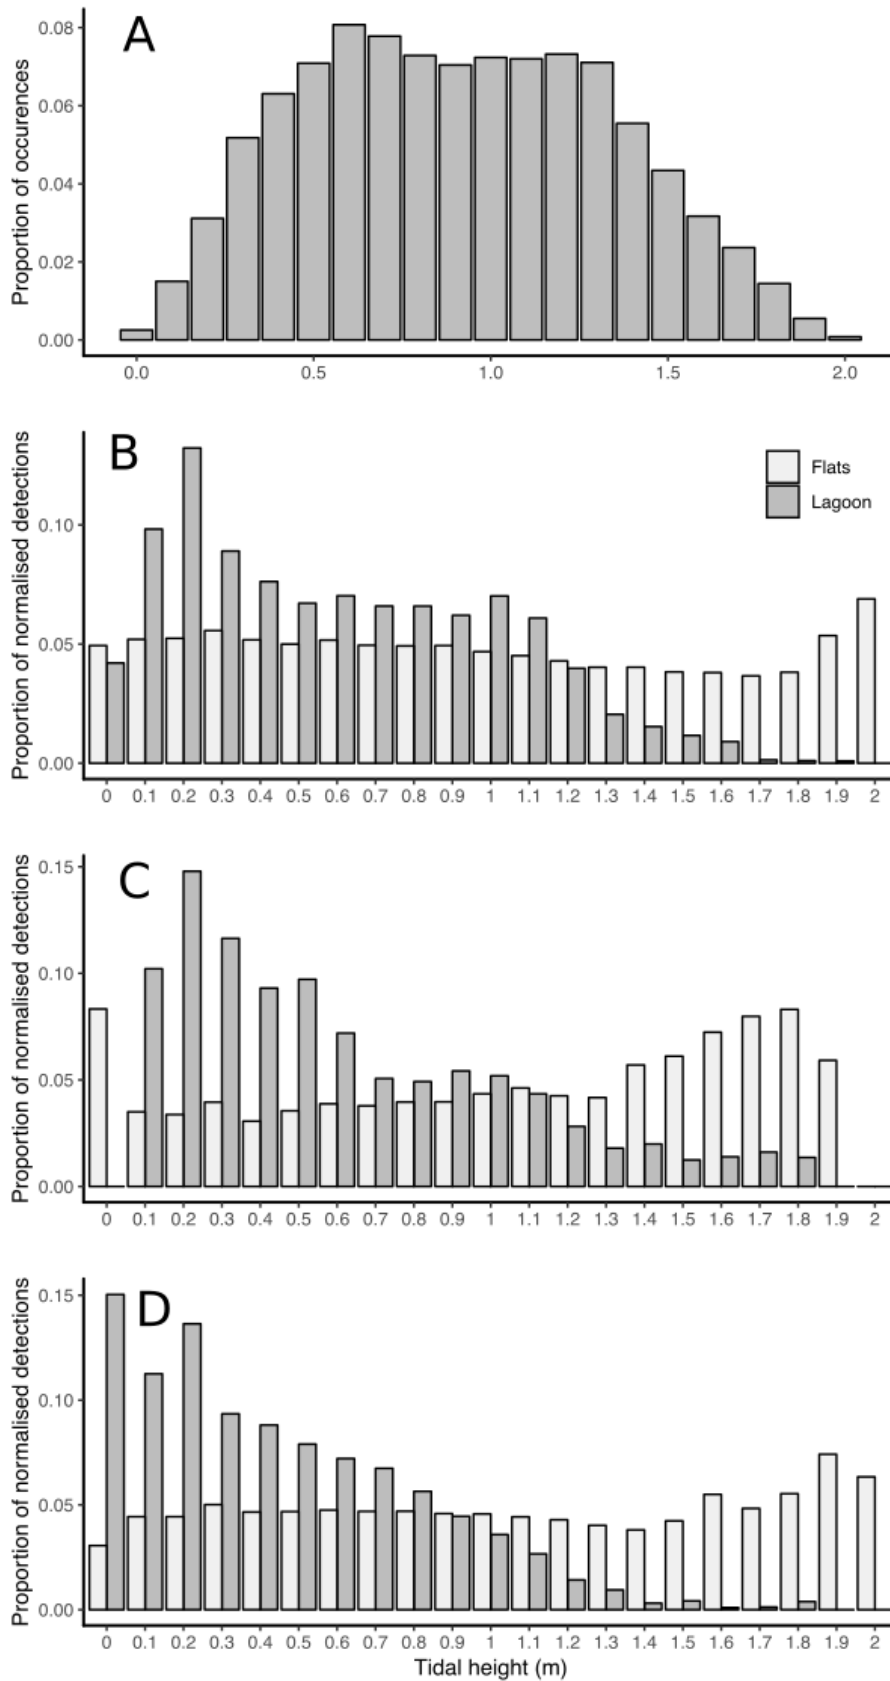 A
Proportion of occurences
0.08
0.06
0.04
0.02
0.00
0.0 0.5 1.0 1.5 2.0
B
Flats
Lagoon
Proportion of normalised detections
0.10
0.05
0.00
0 0.1 0.2 0.3 0.4 0.5 0.6 0.7 0.8 0.9 1 1.1 1.2 1.3 1.4 1.5 1.6 1.7 1.8 1.9 2
C
Proportion of normalised detections
0.15
0.10
0.05
0.00
0 0.1 0.2 0.3 0.4 0.5 0.6 0.7 0.8 0.9 1 1.1 1.2 1.3 1.4 1.5 1.6 1.7 1.8 1.9 2
D
Proportion of normalised detections
0.15
0.10
0.05
0.00
0 0.1 0.2 0.3 0.4 0.5 0.6 0.7 0.8 0.9 1 1.1 1.2 1.3 1.4 1.5 1.6 1.7 1.8 1.9 2
Tidal height (m)